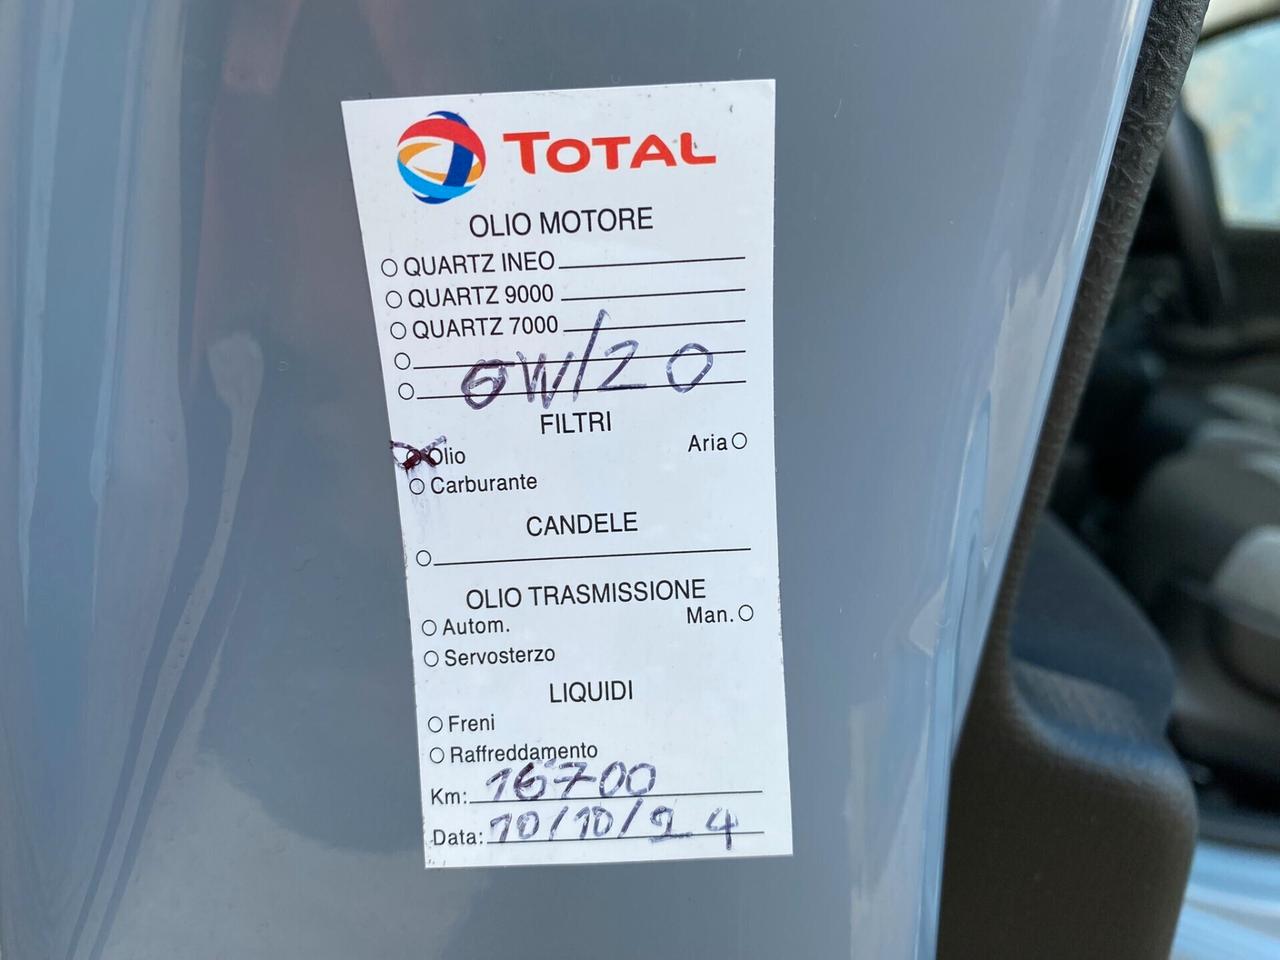 TOTAL
OLIO MOTORE
QUARTZ INEO
QUARTZ 9000
QUARTZ 7000
0W/20
FILTRI
Olio Aria
Carburante
CANDELE
OLIO TRASMISSIONE
Autom. Man.
Servosterzo
LIQUIDI
Freni
Raffreddamento
Km: 16700
Data: 10/10/24